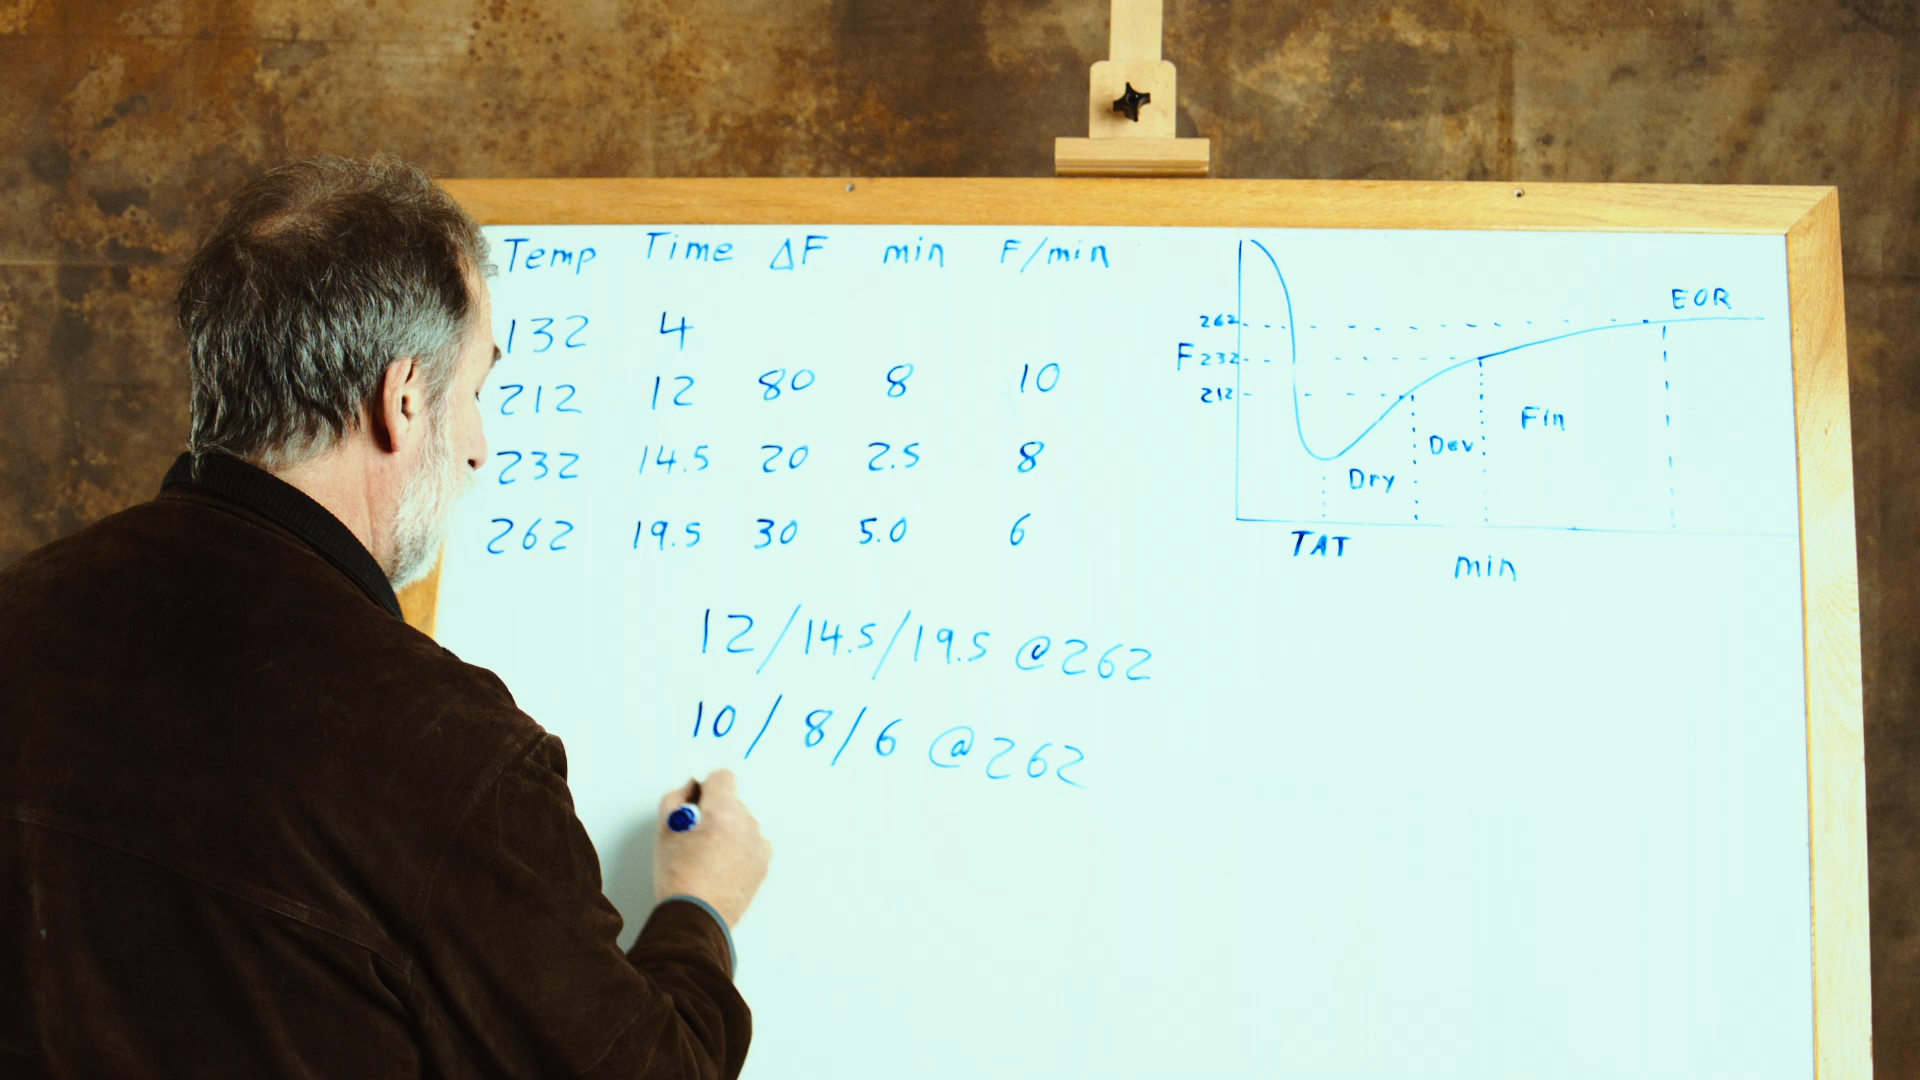 Temp Time ΔF min F/min
132 4
212 12 80 8 10
232 14.5 20 2.5 8
262 19.5 30 5.0 6
12/14.5/19.5 @262
10/8/6 @262
EOR
262
F 232
212
Fin
Dev
Dry
TAT
min